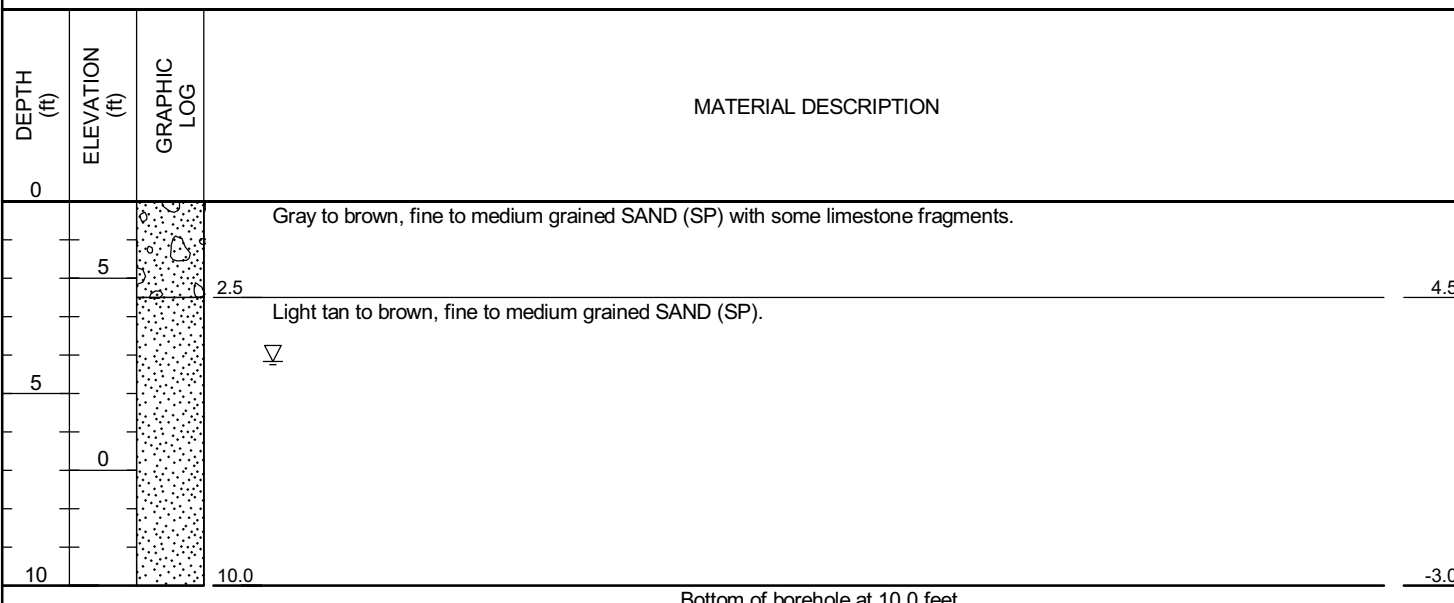 DEPTH (ft)
ELEVATION (ft)
GRAPHIC LOG
MATERIAL DESCRIPTION
0
Gray to brown, fine to medium grained SAND (SP) with some limestone fragments.
5
2.5
4.5
Light tan to brown, fine to medium grained SAND (SP).
5
0
10
10.0
-3.0
Bottom of borehole at 10.0 feet